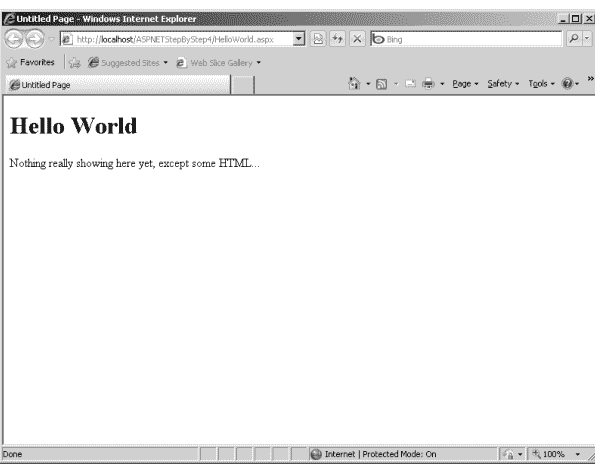 Untitled Page - Windows Internet Explorer
http://localhost/ASPNETStepByStep4/HelloWorld.aspx
Bing
Favorites Suggested Sites Web Slice Gallery
Untitled Page Page Safety Tools
Hello World
Nothing really showing here yet, except some HTML...
Done Internet | Protected Mode: On 100%